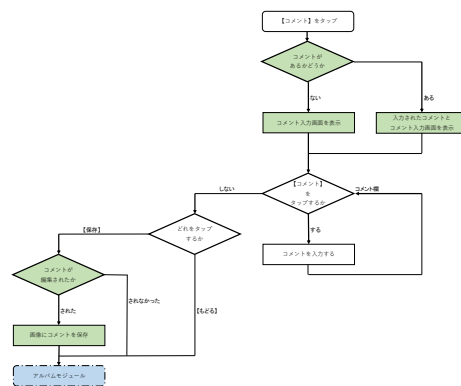 【コメント】をタップ
コメントが
あるかどうか
ない
ある
コメント入力画面を表示
入力されたコメントと
コメント入力画面を表示
【コメント】
を
タップするか
コメント欄
しない
する
どれをタップ
するか
コメントを入力する
【保存】
コメントが
編集されたか
されなかった
【もどる】
された
画像にコメントを保存
アルバムモジュール